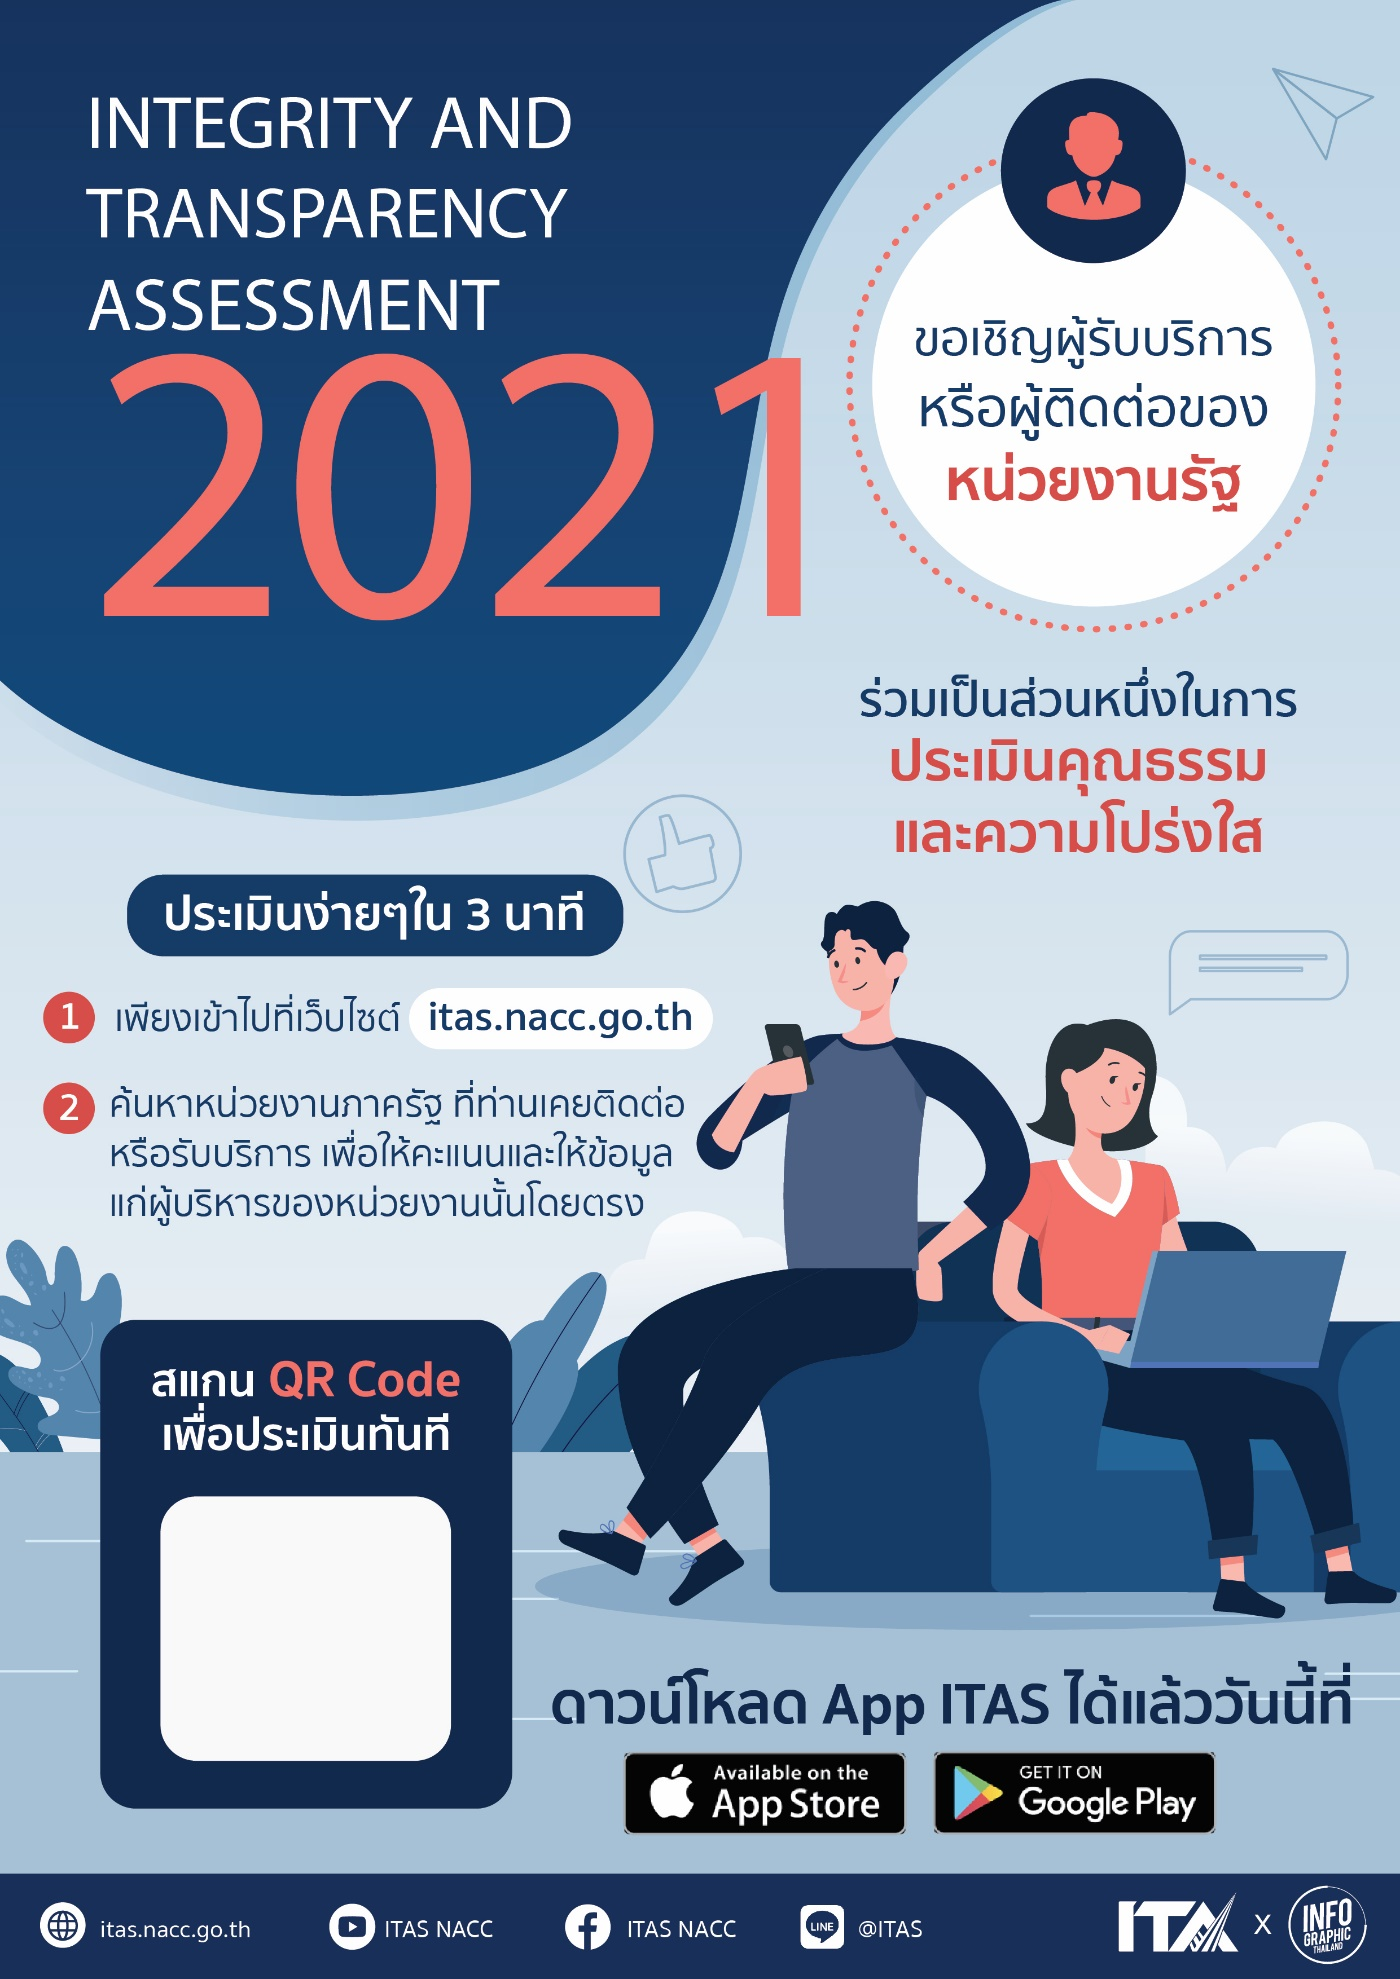 INTEGRITY AND
TRANSPARENCY
ASSESSMENT
2021
ขอเชิญผู้รับบริการ
หรือผู้ติดต่อของ
หน่วยงานรัฐ
ร่วมเป็นส่วนหนึ่งในการ
ประเมินคุณธรรม
และความโปร่งใส
ประเมินง่ายๆใน 3 นาที
1 เพียงเข้าไปที่เว็บไซต์ itas.nacc.go.th
2 ค้นหาหน่วยงานภาครัฐ ที่ท่านเคยติดต่อ
หรือรับบริการ เพื่อให้คะแนนและให้ข้อมูล
แก่ผู้บริหารของหน่วยงานนั้นโดยตรง
สแกน QR Code
เพื่อประเมินทันที
ดาวน์โหลด App ITAS ได้แล้ววันนี้ที่
Available on the
App Store
GET IT ON
Google Play
itas.nacc.go.th
ITAS NACC
ITAS NACC
LINE
@ITAS
ITA
X
INFO
GRAPHIC
THAILAND